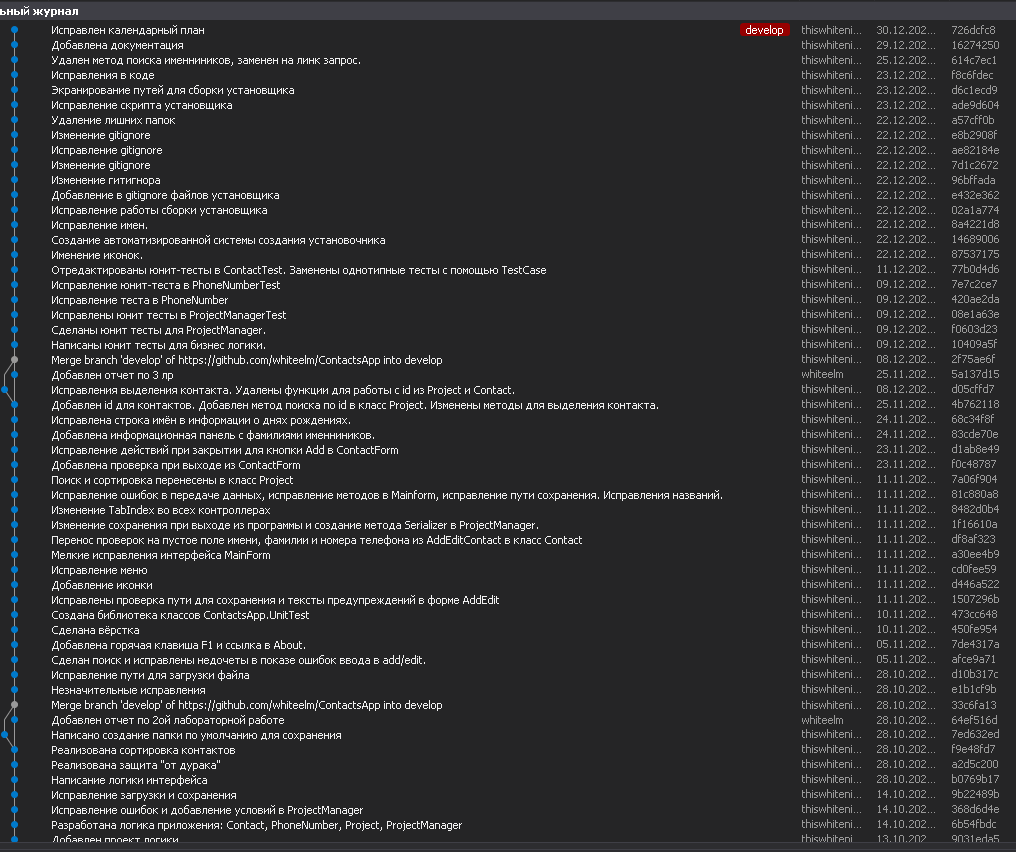 ьный журнал
Исправлен календарный план develop thiswhiteni... 30.12.202... 726dcfc8
Добавлена документация thiswhiteni... 29.12.202... 16274250
Удален метод поиска именниников, заменен на линк запрос. thiswhiteni... 25.12.202... 614c7ec1
Исправления в коде thiswhiteni... 23.12.202... f8c6fdec
Экранирование путей для сборки установщика thiswhiteni... 23.12.202... d6c1ecd9
Исправление скрипта установщика thiswhiteni... 23.12.202... ade9d604
Удаление лишних папок thiswhiteni... 22.12.202... a57cff0b
Изменение gitignore thiswhiteni... 22.12.202... e8b2908f
Исправление gitignore thiswhiteni... 22.12.202... ae82184e
Изменение gitignore thiswhiteni... 22.12.202... 7d1c2672
Изменение гитигнора thiswhiteni... 22.12.202... 96bffada
Добавление в gitignore файлов установщика thiswhiteni... 22.12.202... e432e362
Исправление работы сборки установщика thiswhiteni... 22.12.202... 02a1a774
Исправление имен. thiswhiteni... 22.12.202... 8a4221d8
Создание автоматизированной системы создания установочника thiswhiteni... 22.12.202... 14689006
Именение иконок. thiswhiteni... 22.12.202... 87537175
Отредактированы юнит-тесты в ContactTest. Заменены однотипные тесты с помощью TestCase thiswhiteni... 11.12.202... 77b0d4d6
Исправление юнит-теста в PhoneNumberTest thiswhiteni... 09.12.202... 7e7c2ce7
Исправление теста в PhoneNumber thiswhiteni... 09.12.202... 420ae2da
Исправлены юнит тесты в ProjectManagerTest thiswhiteni... 09.12.202... 08e1a63e
Сделаны юнит тесты для ProjectManager. thiswhiteni... 09.12.202... f0603d23
Написаны юнит тесты для бизнес логики. thiswhiteni... 09.12.202... 10409a5f
Merge branch 'develop' of https://github.com/whiteelm/ContactsApp into develop thiswhiteni... 08.12.202... 2f75ae6f
Добавлен отчет по 3 лр whiteelm 25.11.202... 5a137d15
Исправления выделения контакта. Удалены функции для работы с id из Project и Contact. thiswhiteni... 08.12.202... d05cffd7
Добавлен id для контактов. Добавлен метод поиска по id в класс Project. Изменены методы для выделения контакта. thiswhiteni... 25.11.202... 4b762118
Исправлена строка имён в информации о днях рождениях. thiswhiteni... 24.11.202... 68c34f8f
Добавлена информационная панель с фамилиями именниников. thiswhiteni... 24.11.202... 83cde70e
Исправление действий при закрытии для кнопки Add в ContactForm thiswhiteni... 23.11.202... d1ab8e49
Добавлена проверка при выходе из ContactForm thiswhiteni... 23.11.202... f0c48787
Поиск и сортировка перенесены в класс Project thiswhiteni... 11.11.202... 7a06f904
Исправление ошибок в передаче данных, исправление методов в Mainform, исправление пути сохранения. Исправления названий. thiswhiteni... 11.11.202... 81c880a8
Изменение TabIndex во всех контроллерах thiswhiteni... 11.11.202... 8482d0b4
Изменение сохранения при выходе из программы и создание метода Serializer в ProjectManager. thiswhiteni... 11.11.202... 1f16610a
Перенос проверок на пустое поле имени, фамилии и номера телефона из AddEditContact в класс Contact thiswhiteni... 11.11.202... df8af323
Мелкие исправления интерфейса MainForm thiswhiteni... 11.11.202... a30ee4b9
Исправление меню thiswhiteni... 11.11.202... cd0fee59
Добавление иконки thiswhiteni... 11.11.202... d446a522
Исправлены проверка пути для сохранения и тексты предупреждений в форме AddEdit thiswhiteni... 11.11.202... 1507296b
Создана библиотека классов ContactsApp.UnitTest thiswhiteni... 10.11.202... 473cc648
Сделана вёрстка thiswhiteni... 10.11.202... 450fe954
Добавлена горячая клавиша F1 и ссылка в About. thiswhiteni... 05.11.202... 7de4317a
Сделан поиск и исправлены недочеты в показе ошибок ввода в add/edit. thiswhiteni... 05.11.202... afce9a71
Исправление пути для загрузки файла thiswhiteni... 28.10.202... d10b317c
Незначительные исправления thiswhiteni... 28.10.202... e1b1cf9b
Merge branch 'develop' of https://github.com/whiteelm/ContactsApp into develop thiswhiteni... 28.10.202... 33c6fa13
Добавлен отчет по 2ой лабораторной работе whiteelm 28.10.202... 64ef516d
Написано создание папки по умолчанию для сохранения thiswhiteni... 28.10.202... 7ed632ed
Реализована сортировка контактов thiswhiteni... 28.10.202... f9e48fd7
Реализована защита "от дурака" thiswhiteni... 28.10.202... a2d5c200
Написание логики интерфейса thiswhiteni... 28.10.202... b0769b17
Исправление загрузки и сохранения thiswhiteni... 14.10.202... 9b22489b
Исправление ошибок и добавление условий в ProjectManager thiswhiteni... 14.10.202... 368d6d4e
Разработана логика приложения: Contact, PhoneNumber, Project, ProjectManager thiswhiteni... 14.10.202... 6b54fbdc
Добавлен проект логики thiswhiteni... 13.10.202... 9031eda5